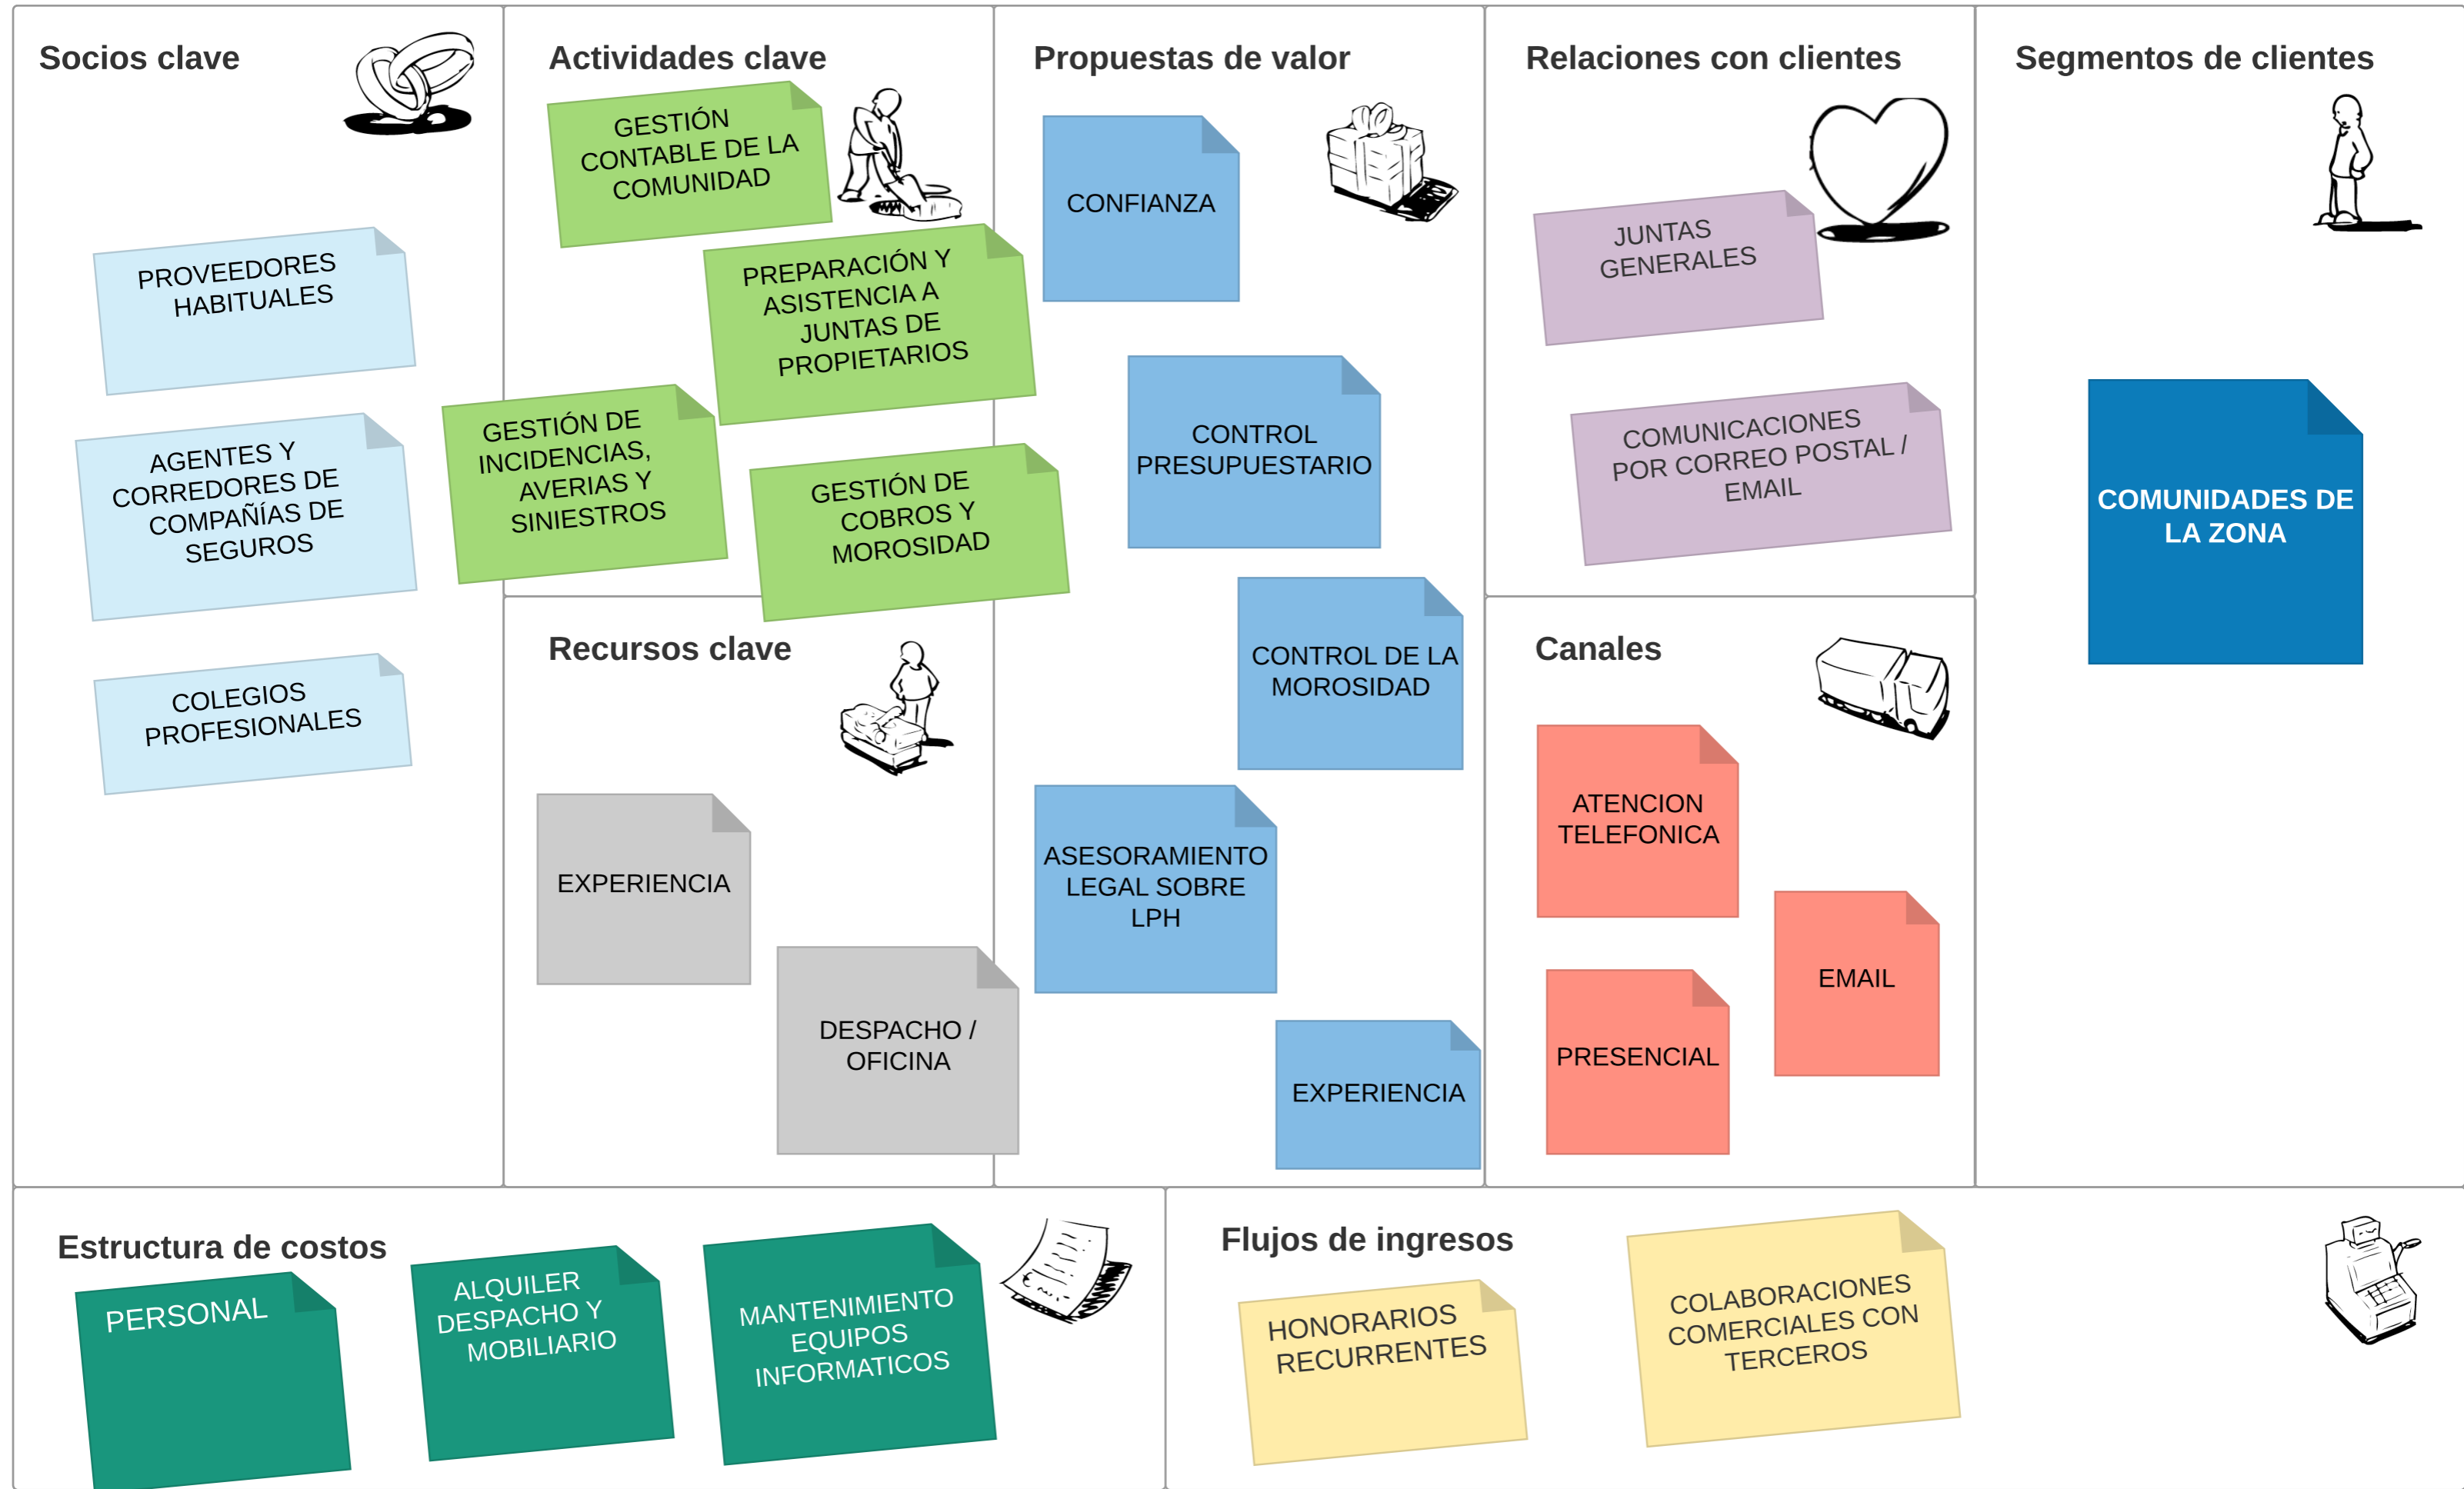 Socios clave
PROVEEDORES
HABITUALES
AGENTES Y
CORREDORES DE
COMPAÑÍAS DE
SEGUROS
COLEGIOS
PROFESIONALES
Actividades clave
GESTIÓN
CONTABLE DE LA
COMUNIDAD
PREPARACIÓN Y
ASISTENCIA A
JUNTAS DE
PROPIETARIOS
GESTIÓN DE
INCIDENCIAS,
AVERIAS Y
SINIESTROS
GESTIÓN DE
COBROS Y
MOROSIDAD
Recursos clave
EXPERIENCIA
DESPACHO /
OFICINA
Propuestas de valor
CONFIANZA
CONTROL
PRESUPUESTARIO
CONTROL DE LA
MOROSIDAD
ASESORAMIENTO
LEGAL SOBRE
LPH
EXPERIENCIA
Relaciones con clientes
JUNTAS
GENERALES
COMUNICACIONES
POR CORREO POSTAL /
EMAIL
Canales
ATENCION
TELEFONICA
EMAIL
PRESENCIAL
Segmentos de clientes
COMUNIDADES DE
LA ZONA
Estructura de costos
PERSONAL
ALQUILER
DESPACHO Y
MOBILIARIO
MANTENIMIENTO
EQUIPOS
INFORMATICOS
Flujos de ingresos
HONORARIOS
RECURRENTES
COLABORACIONES
COMERCIALES CON
TERCEROS